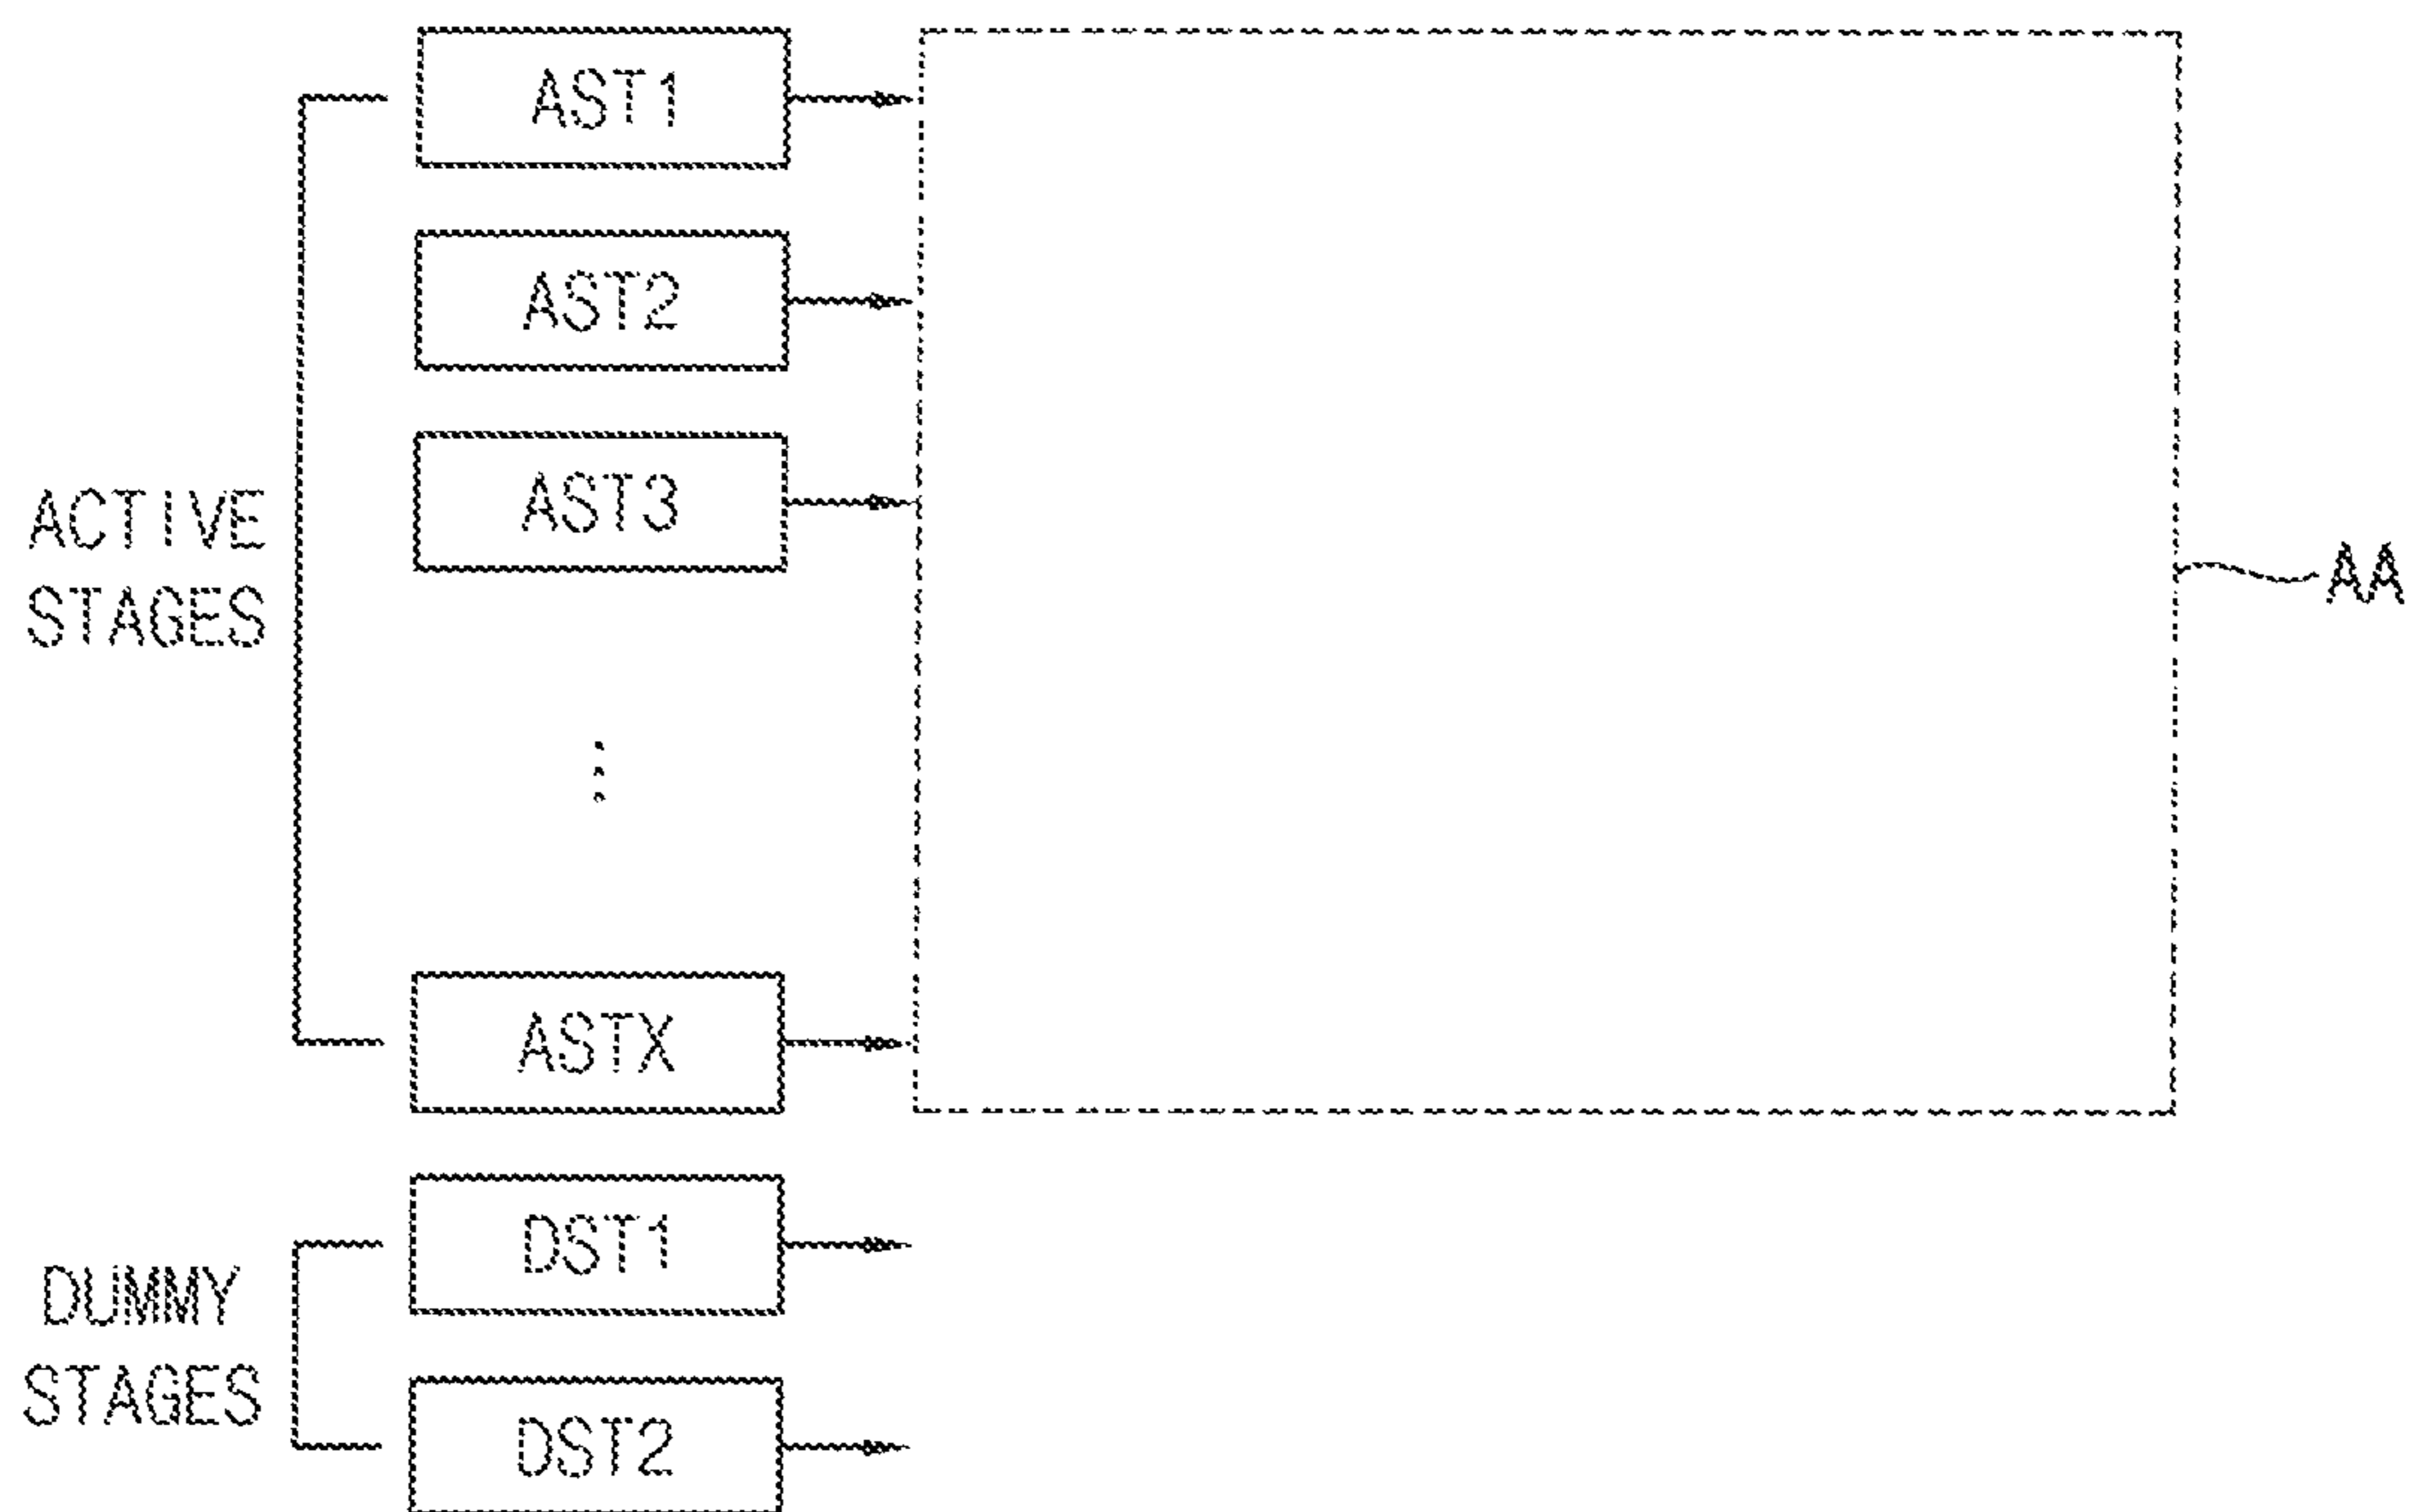 AST1
AST2
AST3
ACTIVE
STAGES
AA
ASTX
DST1
DUMMY
STAGES
DST2